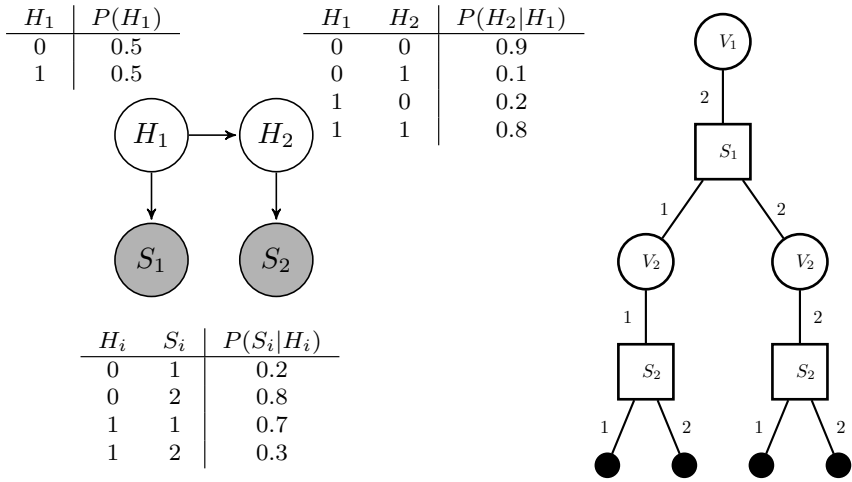 H₁ P(H₁)
0 0.5
1 0.5
H₁ H₂ P(H₂|H₁)
0 0 0.9
0 1 0.1
1 0 0.2
1 1 0.8
H₁ H₂
S₁ S₂
Hᵢ Sᵢ P(Sᵢ|Hᵢ)
0 1 0.2
0 2 0.8
1 1 0.7
1 2 0.3
V₁
2
S₁
1 2
V₂ V₂
1 2
S₂ S₂
1 2 1 2